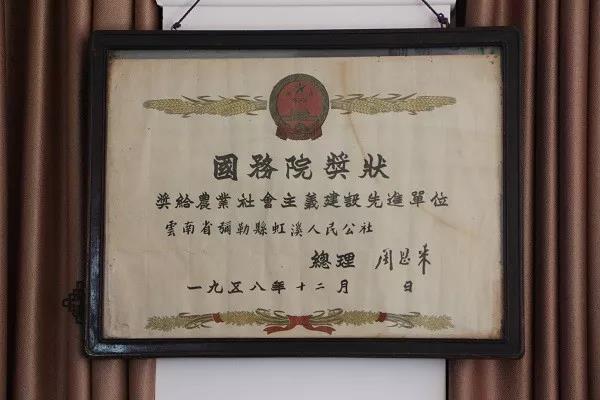 國務院獎狀
獎給農業社會主義建設先進單位
雲南省彌勒縣虹溪人民公社
總理 周恩來
一九五八年十二月 日